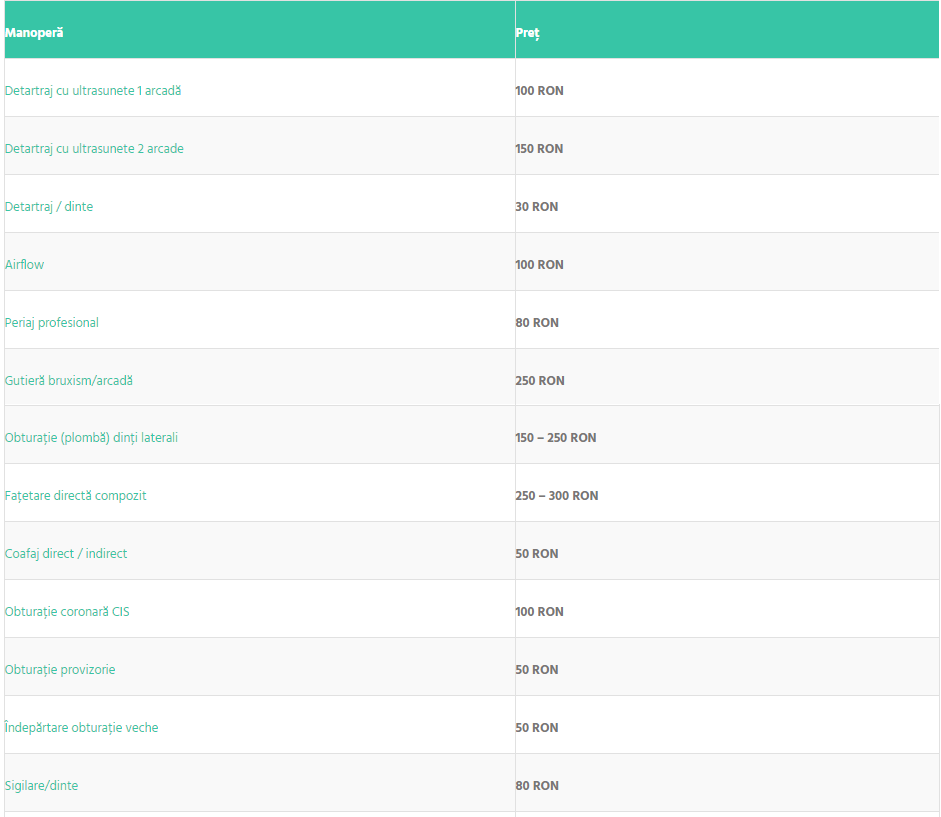 Manoperă Preț
Detartraj cu ultrasunete 1 arcadă 100 RON
Detartraj cu ultrasunete 2 arcade 150 RON
Detartraj / dinte 30 RON
Airflow 100 RON
Periaj profesional 80 RON
Gutieră bruxism/arcadă 250 RON
Obturație (plombă) dinți laterali 150 – 250 RON
Fațetare directă compozit 250 – 300 RON
Coafaj direct / indirect 50 RON
Obturație coronară CIS 100 RON
Obturație provizorie 50 RON
Îndepărtare obturație veche 50 RON
Sigilare/dinte 80 RON